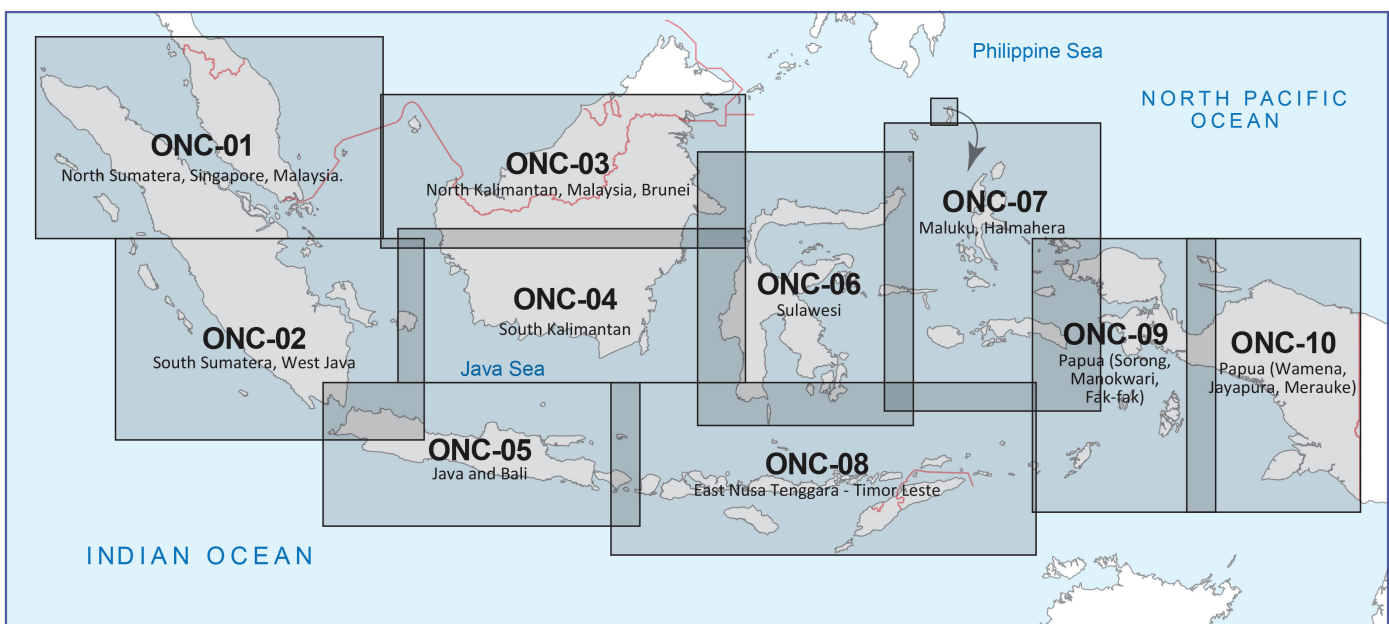 Philippine Sea
NORTH PACIFIC
OCEAN
ONC-01
North Sumatera, Singapore, Malaysia.
ONC-03
North Kalimantan, Malaysia, Brunei
ONC-07
Maluku, Halmahera
ONC-06
Sulawesi
ONC-04
South Kalimantan
ONC-02
South Sumatera, West Java
ONC-09
Papua (Sorong,
Manokwari,
Fak-fak)
ONC-10
Papua (Wamena,
Jayapura, Merauke)
Java Sea
ONC-05
Java and Bali
ONC-08
East Nusa Tenggara - Timor Leste
INDIAN OCEAN